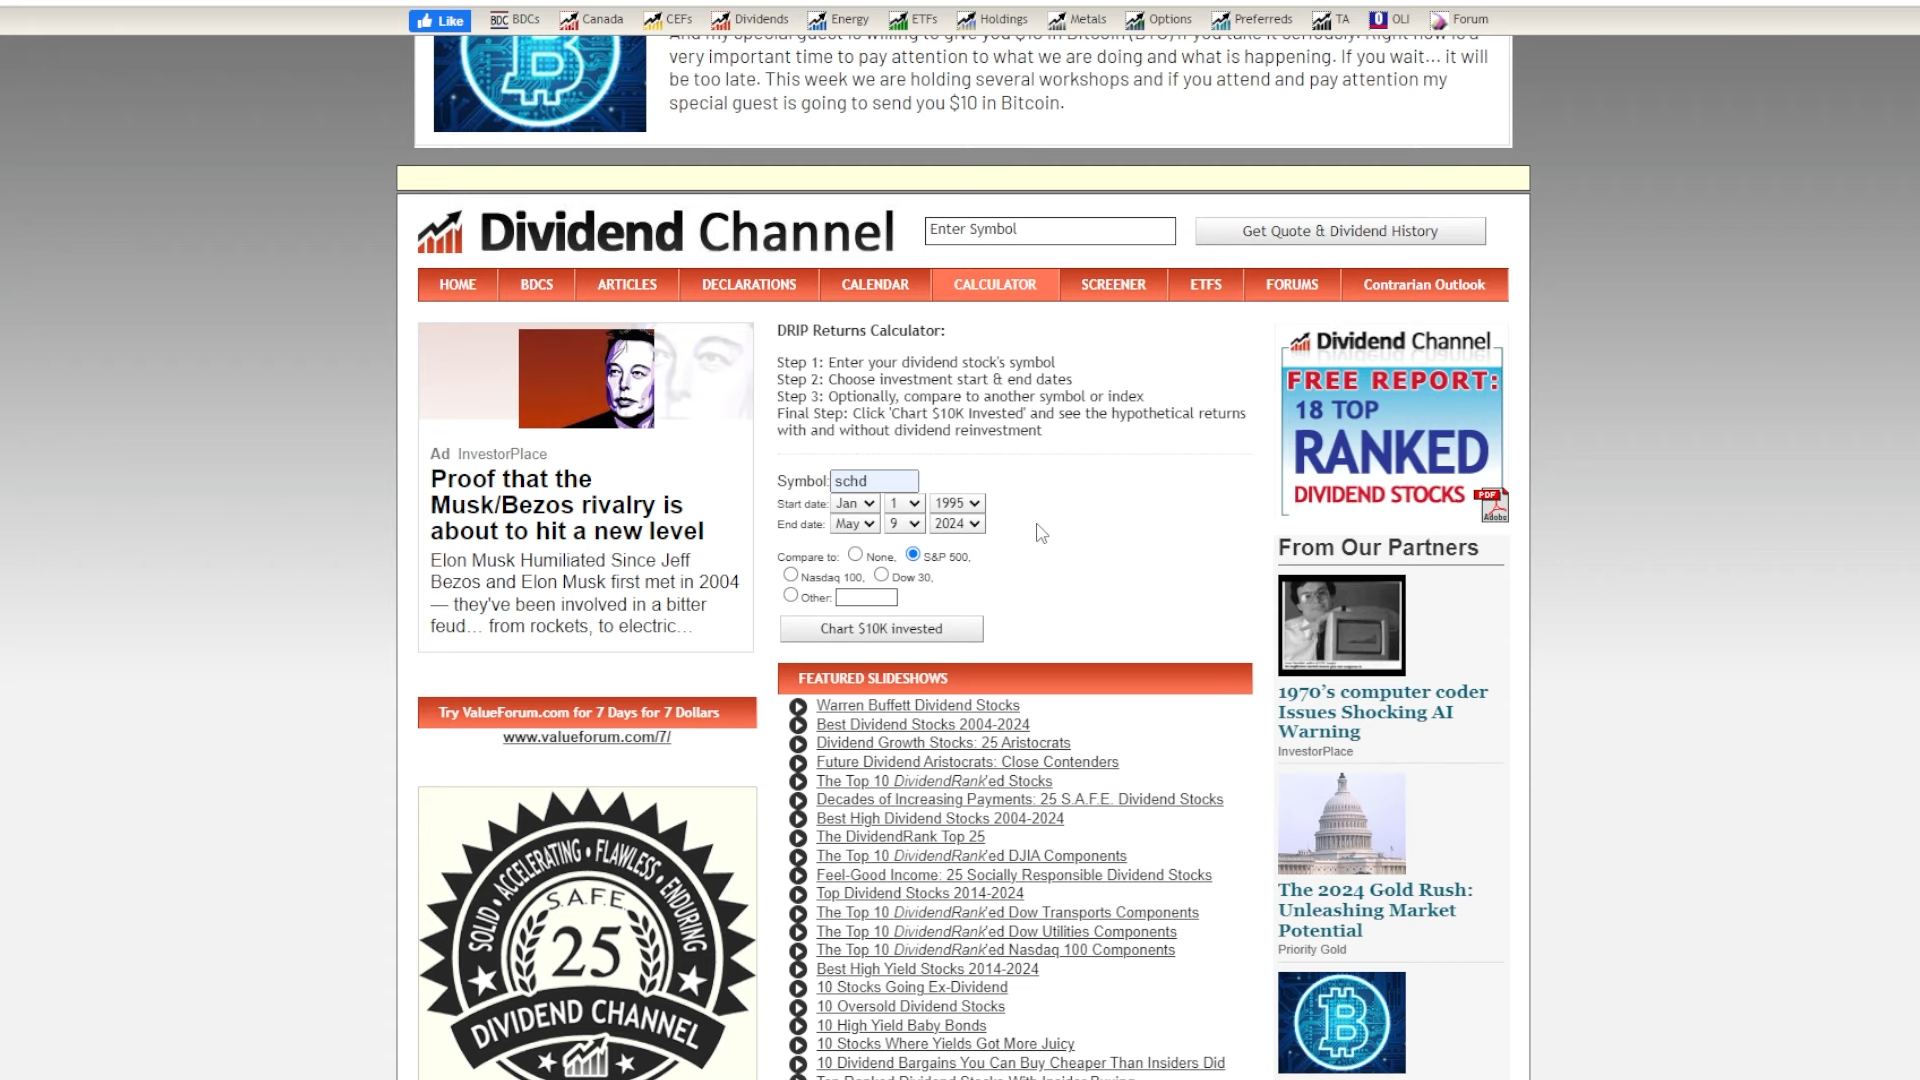 Like
BDC BDCs
Canada
CEFs
Dividends
Energy
ETFs
Holdings
Metals
Options
Preferreds
TA
OLI
Forum
very important time to pay attention to what we are doing and what is happening. If you wait... it will
be too late. This week we are holding several workshops and if you attend and pay attention my
special guest is going to send you $10 in Bitcoin.
Dividend Channel
Enter Symbol
Get Quote & Dividend History
HOME
BDCS
ARTICLES
DECLARATIONS
CALENDAR
CALCULATOR
SCREENER
ETFS
FORUMS
Contrarian Outlook
Ad InvestorPlace
Proof that the
Musk/Bezos rivalry is
about to hit a new level
Elon Musk Humiliated Since Jeff
Bezos and Elon Musk first met in 2004
— they've been involved in a bitter
feud... from rockets, to electric...
Try ValueForum.com for 7 Days for 7 Dollars
www.valueforum.com/7/
SOLID • ACCELERATING • FLAWLESS • ENDURING
S.A.F.E.
25
DIVIDEND CHANNEL
DRIP Returns Calculator:
Step 1: Enter your dividend stock's symbol
Step 2: Choose investment start & end dates
Step 3: Optionally, compare to another symbol or index
Final Step: Click 'Chart $10K Invested' and see the hypothetical returns
with and without dividend reinvestment
Symbol: schd
Start date: Jan 1 1995
End date: May 9 2024
Compare to: None, S&P 500,
Nasdaq 100, Dow 30,
Other:
Chart $10K invested
FEATURED SLIDESHOWS
Warren Buffett Dividend Stocks
Best Dividend Stocks 2004-2024
Dividend Growth Stocks: 25 Aristocrats
Future Dividend Aristocrats: Close Contenders
The Top 10 DividendRank'ed Stocks
Decades of Increasing Payments: 25 S.A.F.E. Dividend Stocks
Best High Dividend Stocks 2004-2024
The DividendRank Top 25
The Top 10 DividendRank'ed DJIA Components
Feel-Good Income: 25 Socially Responsible Dividend Stocks
Top Dividend Stocks 2014-2024
The Top 10 DividendRank'ed Dow Transports Components
The Top 10 DividendRank'ed Dow Utilities Components
The Top 10 DividendRank'ed Nasdaq 100 Components
Best High Yield Stocks 2014-2024
10 Stocks Going Ex-Dividend
10 Oversold Dividend Stocks
10 High Yield Baby Bonds
10 Stocks Where Yields Got More Juicy
10 Dividend Bargains You Can Buy Cheaper Than Insiders Did
Dividend Channel
FREE REPORT:
18 TOP
RANKED
DIVIDEND STOCKS
PDF
Adobe
From Our Partners
1970's computer coder
Issues Shocking AI
Warning
InvestorPlace
The 2024 Gold Rush:
Unleashing Market
Potential
Priority Gold